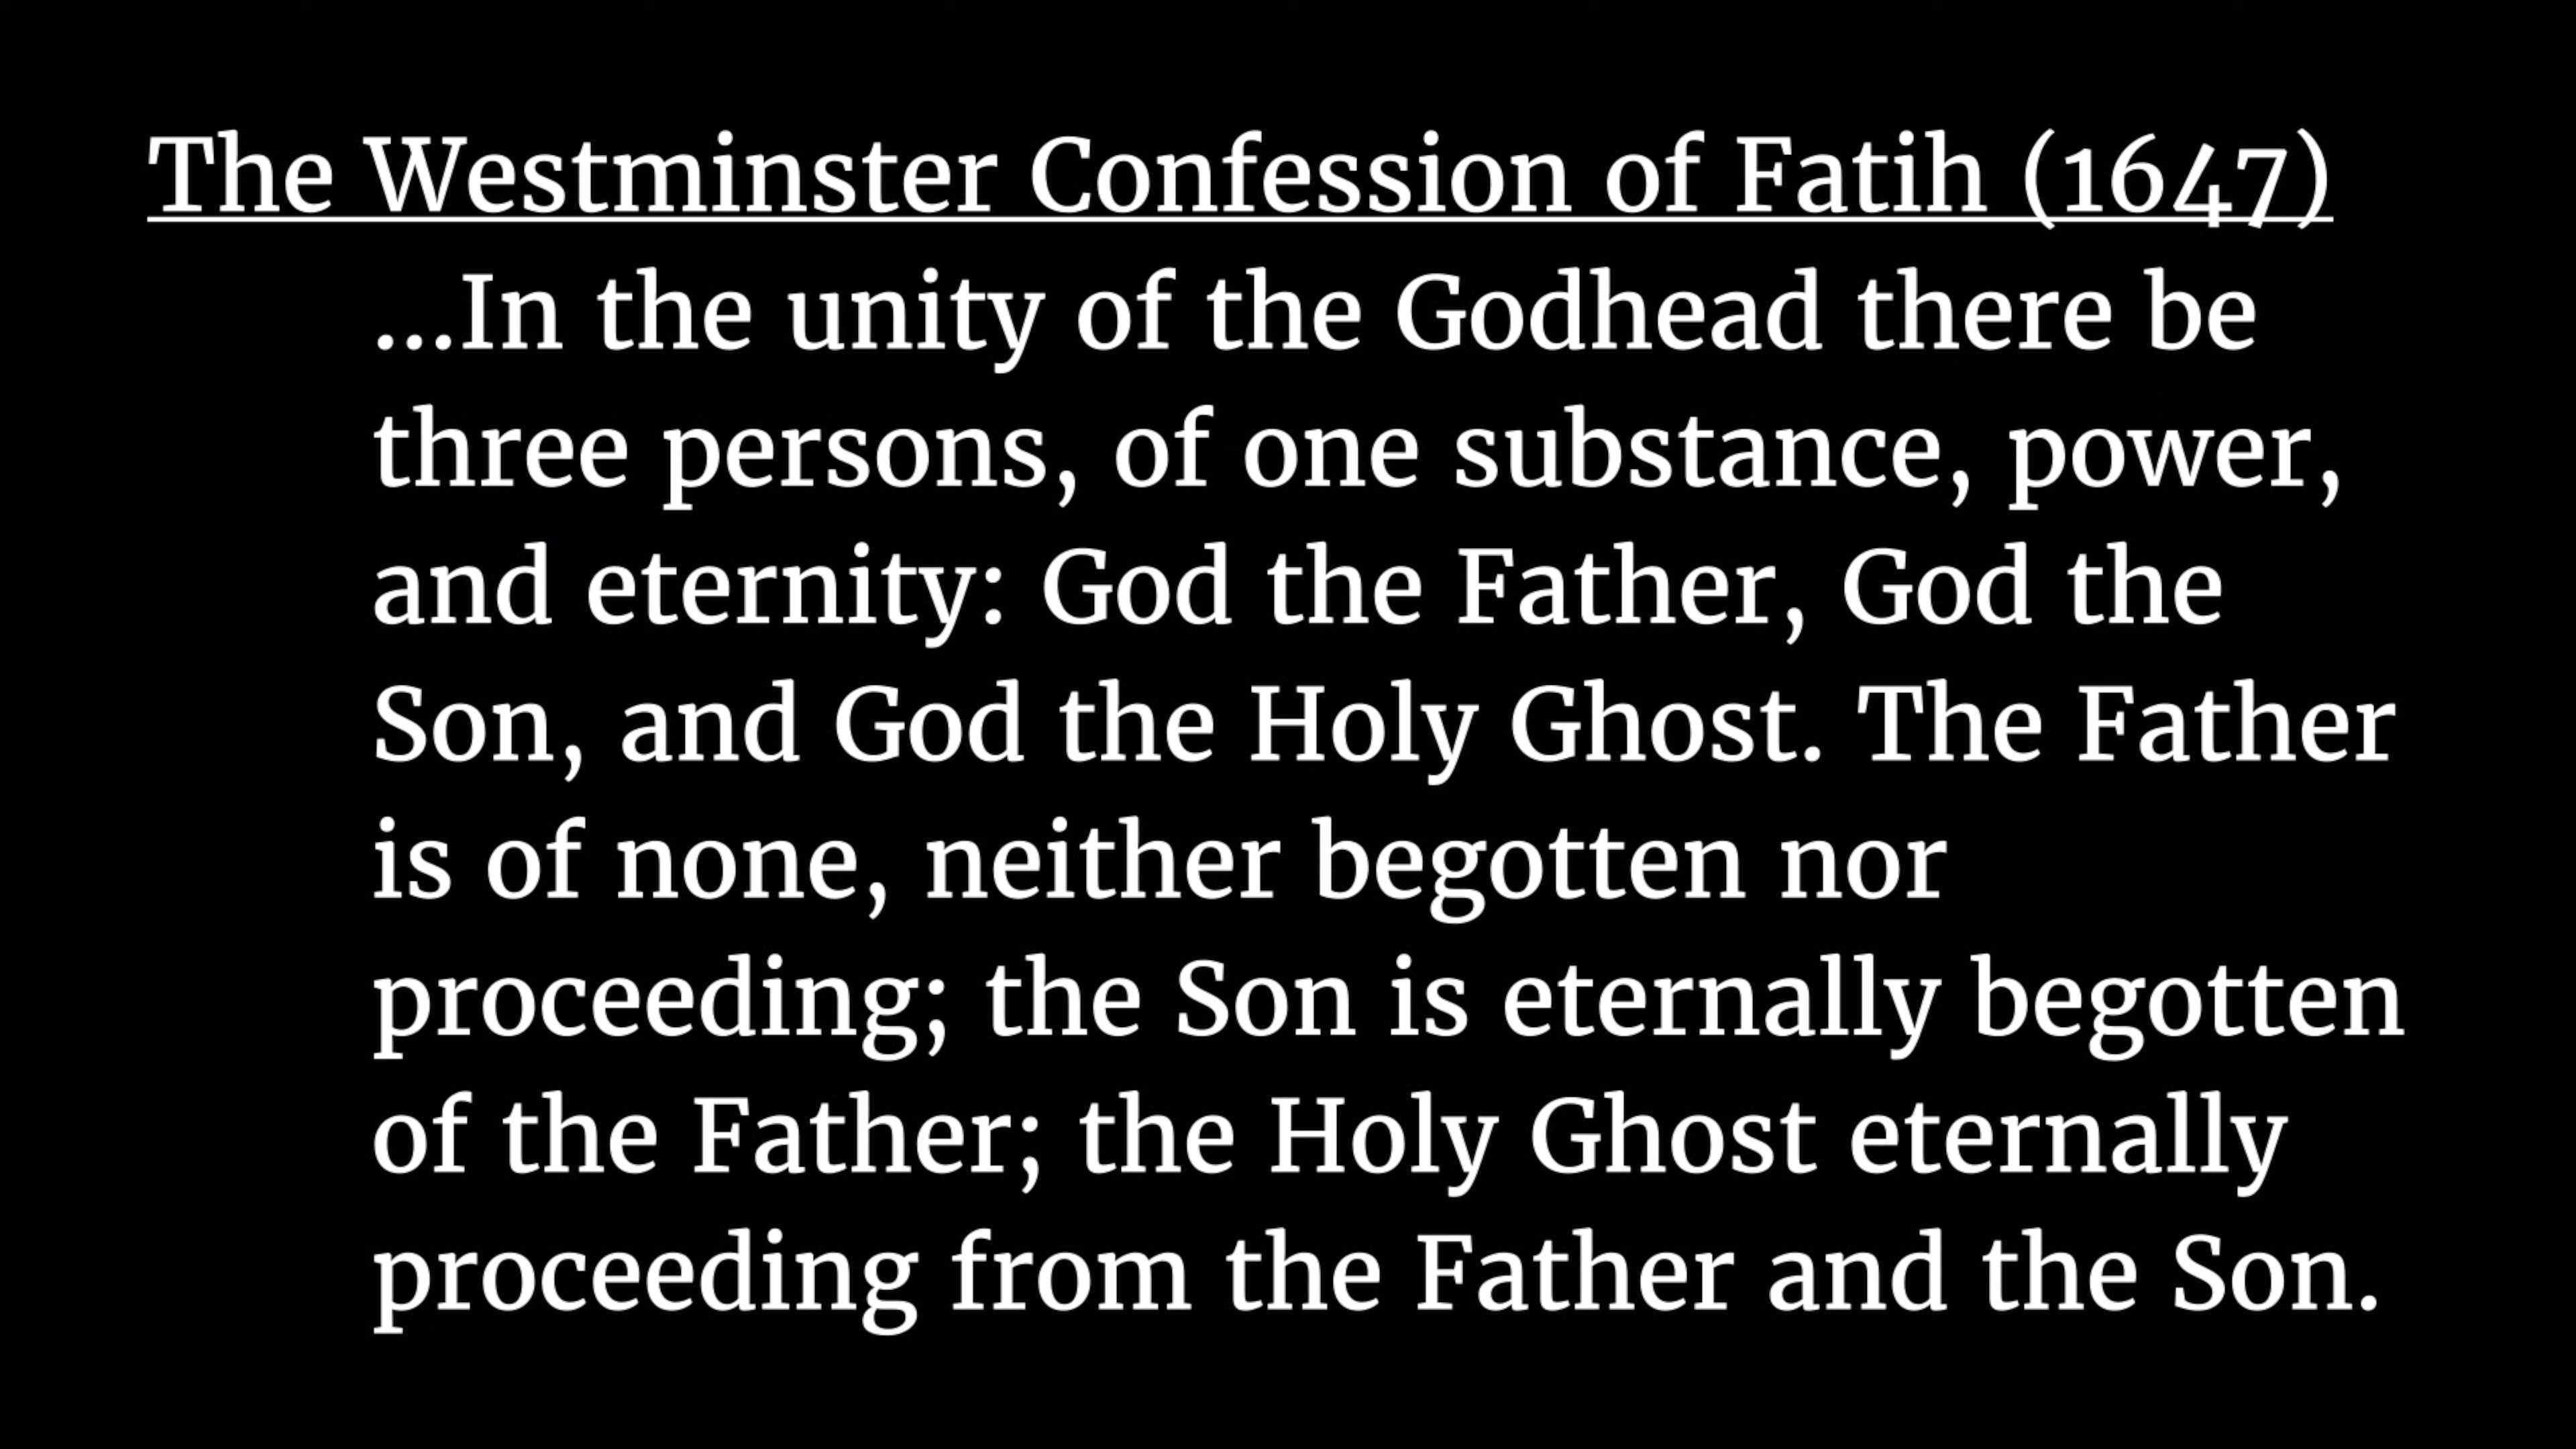 The Westminster Confession of Fatih (1647)
...In the unity of the Godhead there be
three persons, of one substance, power,
and eternity: God the Father, God the
Son, and God the Holy Ghost. The Father
is of none, neither begotten nor
proceeding; the Son is eternally begotten
of the Father; the Holy Ghost eternally
proceeding from the Father and the Son.